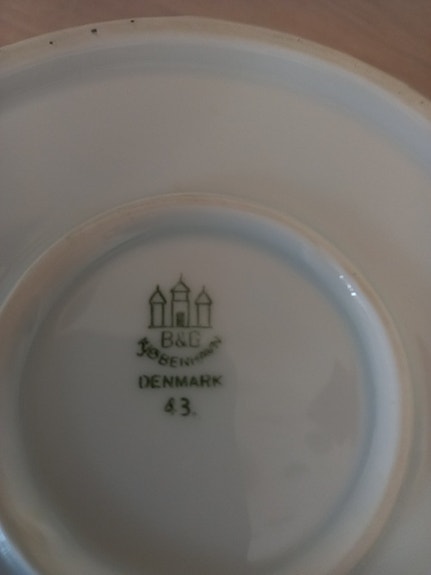 B&G
KJØBENHAVN
DENMARK
43.